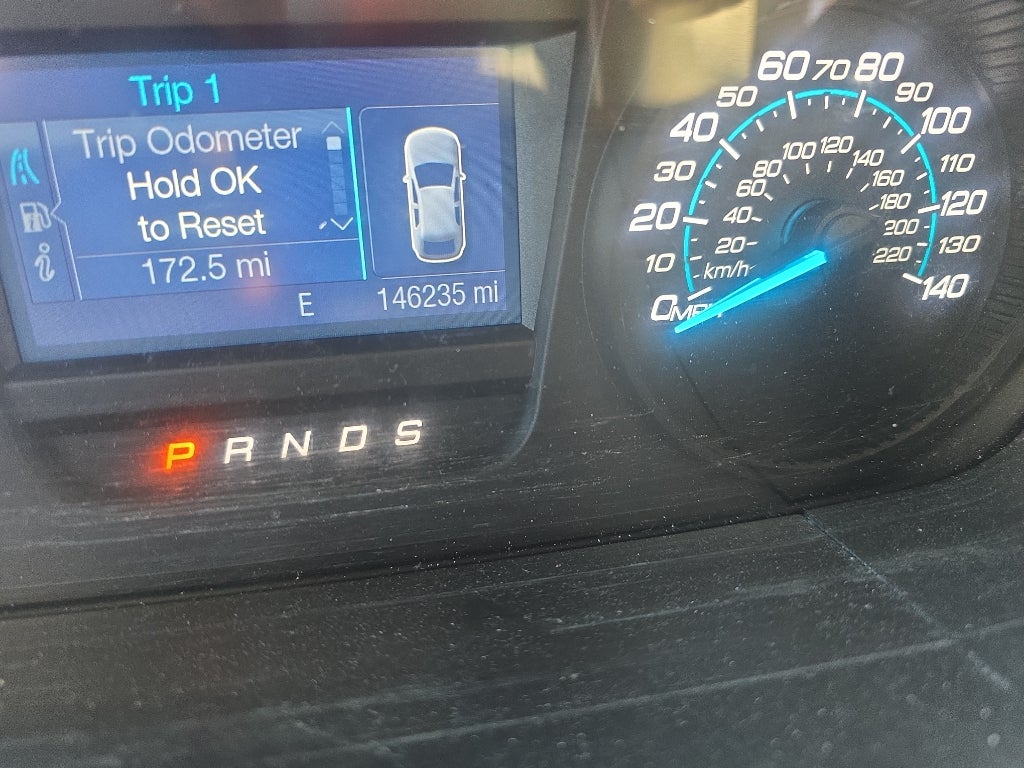 Trip 1
Trip Odometer
Hold OK
to Reset
172.5 mi
E
146235 mi
P R N D S
0 10 20 30 40 50 60 70 80 90 100 110 120 130 140
MPH
20 40 60 80 100 120 140 160 180 200 220
km/h